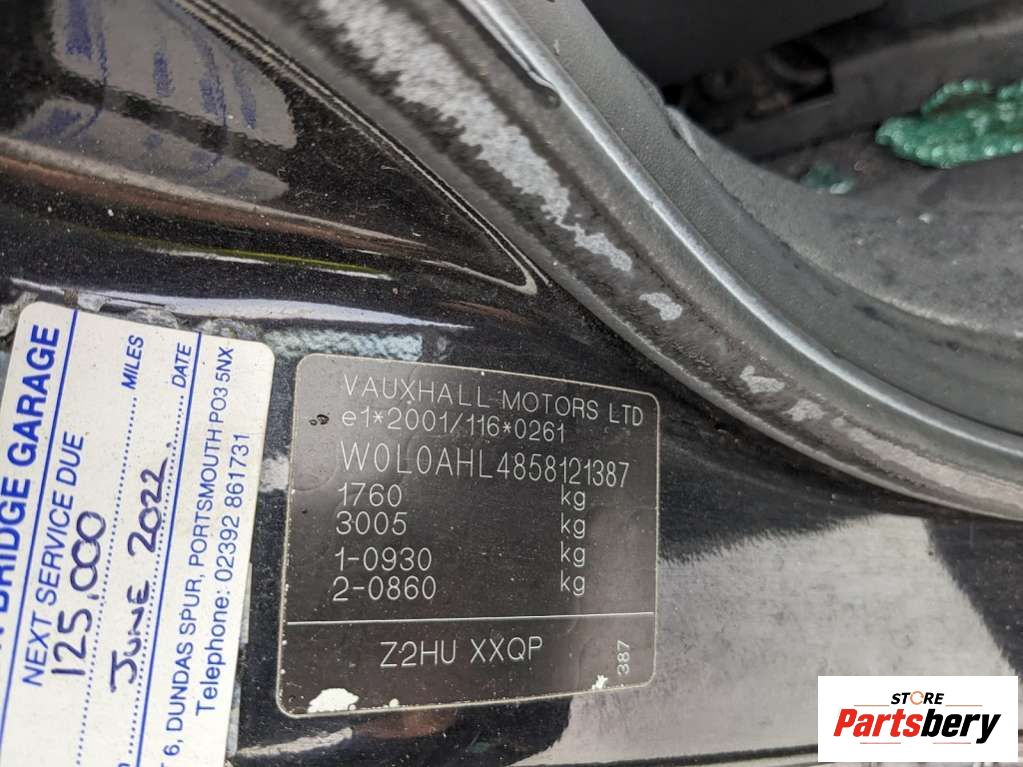 BRIDGE GARAGE
NEXT SERVICE DUE
125,000 MILES
JUNE 2022 DATE
6, DUNDAS SPUR, PORTSMOUTH PO3 5NX
Telephone: 02392 861731
VAUXHALL MOTORS LTD
e1*2001/116*0261
W0L0AHL4858121387
1760 kg
3005 kg
1-0930 kg
2-0860 kg
Z2HU XXQP
387
STORE
Partsbery